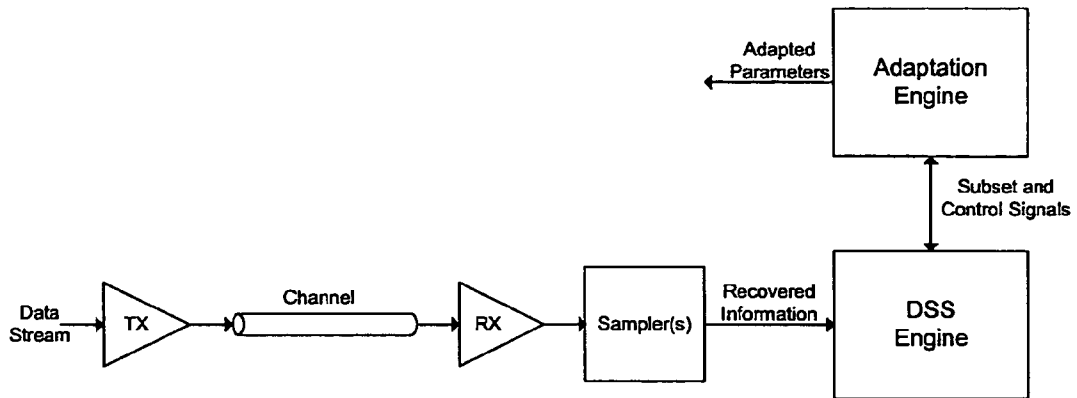 Adapted
Parameters
Adaptation
Engine
Subset and
Control Signals
Data
Stream
TX
Channel
RX
Sampler(s)
Recovered
Information
DSS
Engine